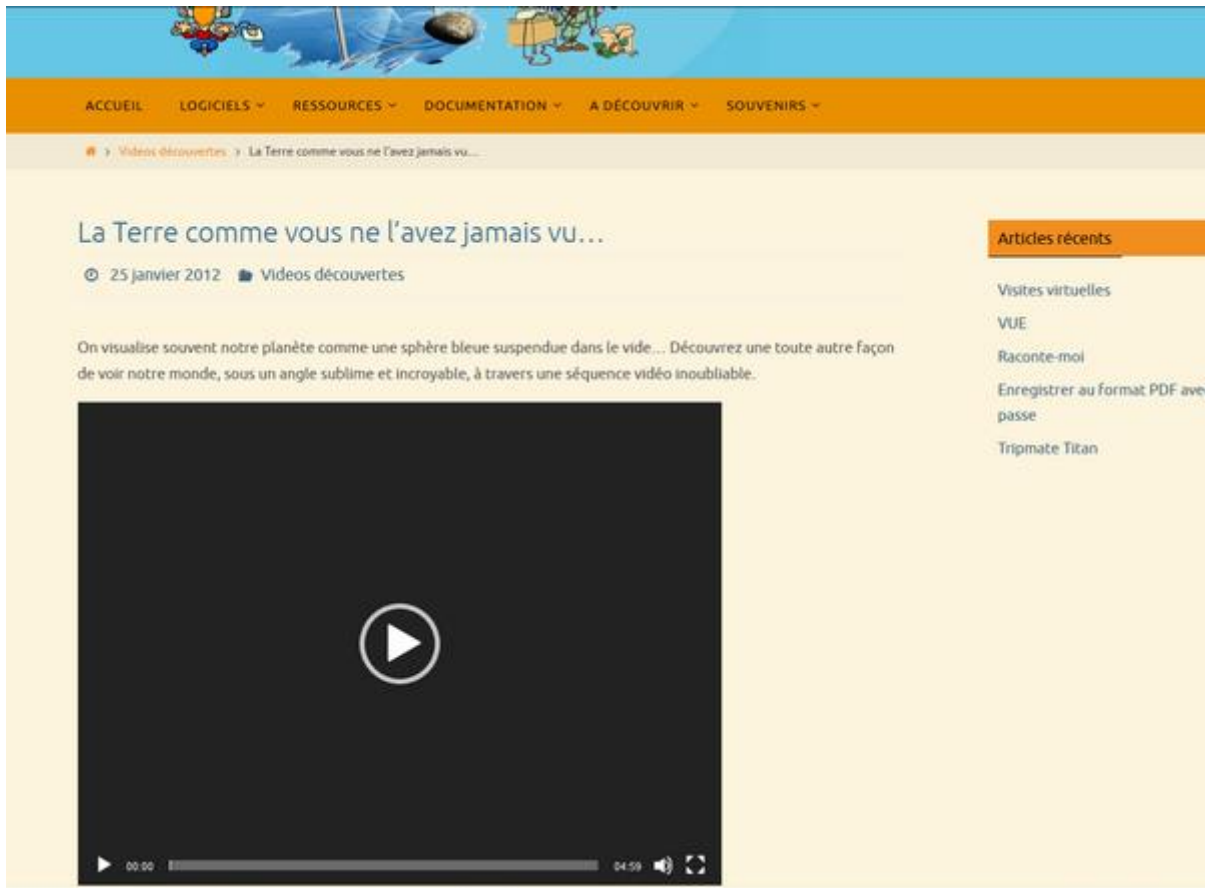 ACCUEIL LOGICIELS RESSOURCES DOCUMENTATION A DÉCOUVRIR SOUVENIRS
> Videos découvertes > La Terre comme vous ne l'avez jamais vu...
La Terre comme vous ne l'avez jamais vu...
25 janvier 2012 Videos découvertes
On visualise souvent notre planète comme une sphère bleue suspendue dans le vide... Découvrez une toute autre façon
de voir notre monde, sous un angle sublime et incroyable, à travers une séquence vidéo inoubliable.
00:00 04:59
Articles récents
Visites virtuelles
VUE
Raconte-moi
Enregistrer au format PDF ave
passe
Tripmate Titan